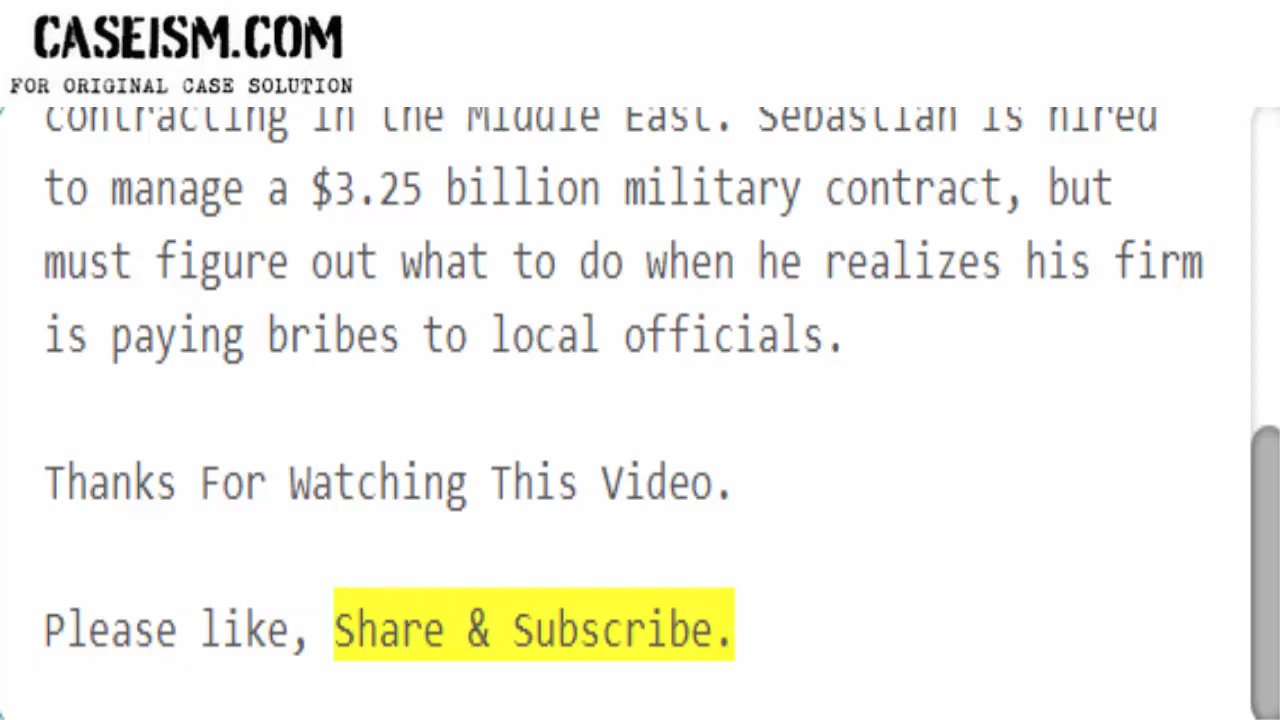 CASEISM.COM
FOR ORIGINAL CASE SOLUTION
contracting in the Middle East. Sebastian is hired
to manage a $3.25 billion military contract, but
must figure out what to do when he realizes his firm
is paying bribes to local officials.
Thanks For Watching This Video.
Please like, Share & Subscribe.